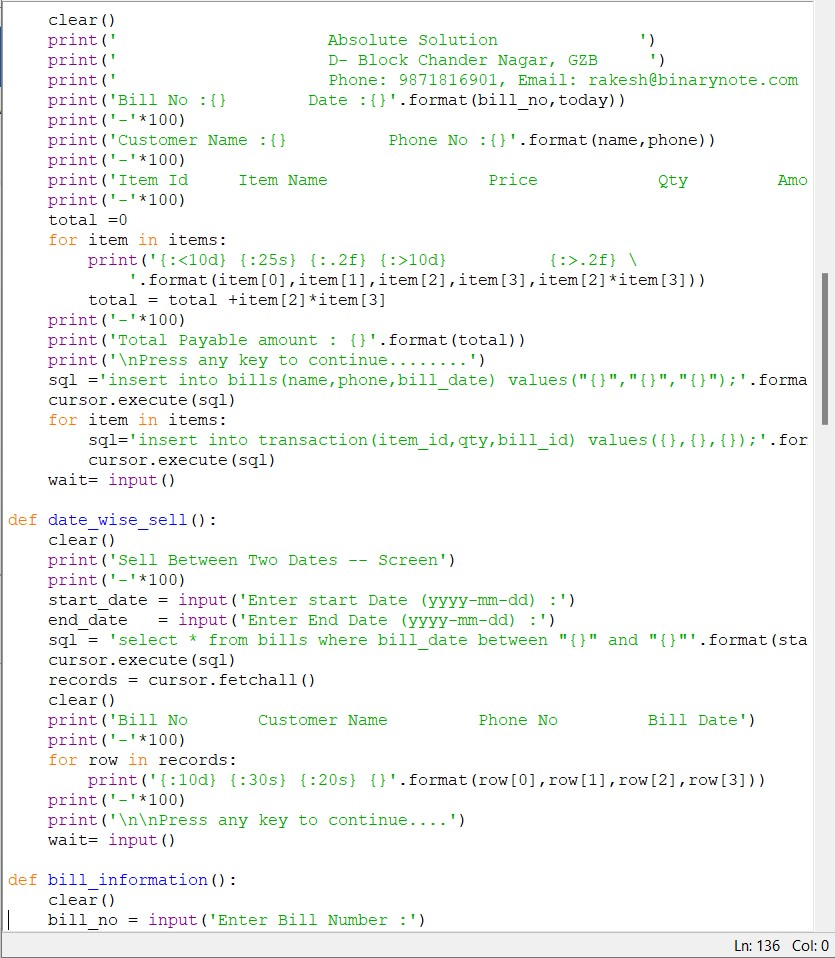 clear()
    print('                     Absolute Solution              ')
    print('                     D- Block Chander Nagar, GZB     ')
    print('                     Phone: 9871816901, Email: rakesh@binarynote.com
    print('Bill No :{}           Date :{}'.format(bill_no,today))
    print('-'*100)
    print('Customer Name :{}          Phone No :{}'.format(name,phone))
    print('-'*100)
    print('Item Id     Item Name                Price            Qty         Amo
    print('-'*100)
    total =0
    for item in items:
        print('{:<10d} {:25s} {:.2f} {:>10d}          {:>.2f} \
            '.format(item[0],item[1],item[2],item[3],item[2]*item[3]))
        total = total +item[2]*item[3]
    print('-'*100)
    print('Total Payable amount : {}'.format(total))
    print('\nPress any key to continue........')
    sql ='insert into bills(name,phone,bill_date) values("{}","{}","{}");'.forma
    cursor.execute(sql)
    for item in items:
        sql='insert into transaction(item_id,qty,bill_id) values({},{},{});'.for
        cursor.execute(sql)
    wait= input()

def date_wise_sell():
    clear()
    print('Sell Between Two Dates -- Screen')
    print('-'*100)
    start_date = input('Enter start Date (yyyy-mm-dd) :')
    end_date   = input('Enter End Date (yyyy-mm-dd) :')
    sql = 'select * from bills where bill_date between "{}" and "{}"'.format(sta
    cursor.execute(sql)
    records = cursor.fetchall()
    clear()
    print('Bill No       Customer Name         Phone No         Bill Date')
    print('-'*100)
    for row in records:
        print('{:10d} {:30s} {:20s} {}'.format(row[0],row[1],row[2],row[3]))
    print('-'*100)
    print('\n\nPress any key to continue....')
    wait= input()

def bill_information():
    clear()
    bill_no = input('Enter Bill Number :')
Ln: 136 Col: 0